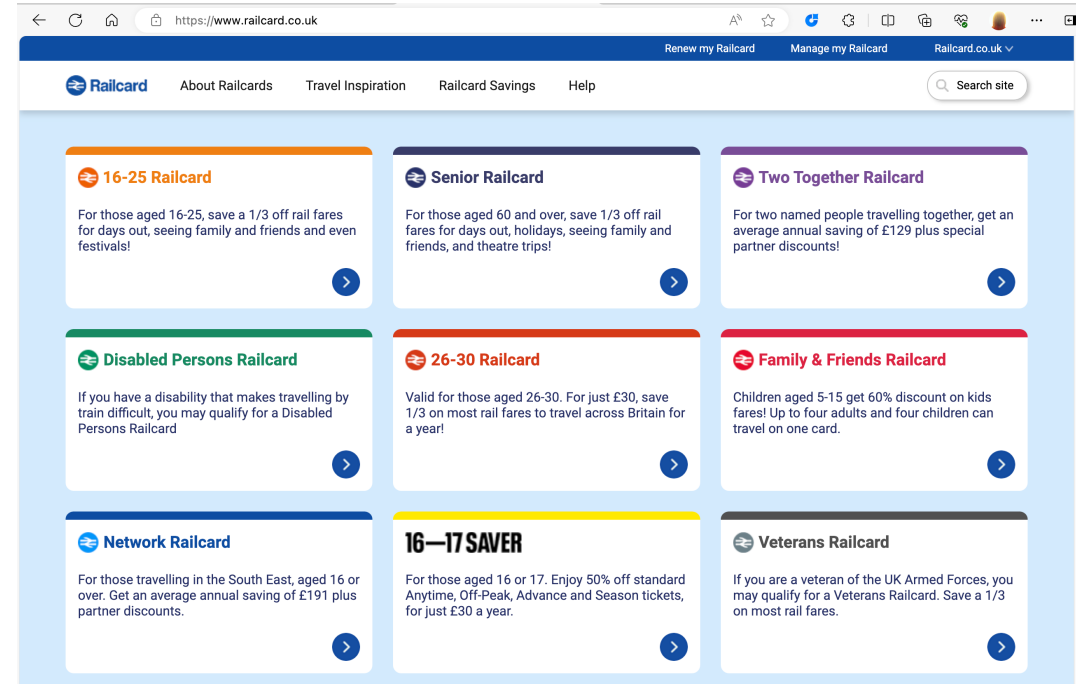 https://www.railcard.co.uk
Renew my Railcard Manage my Railcard Railcard.co.uk
Railcard About Railcards Travel Inspiration Railcard Savings Help Search site
16-25 Railcard
For those aged 16-25, save a 1/3 off rail fares
for days out, seeing family and friends and even
festivals!
Senior Railcard
For those aged 60 and over, save 1/3 off rail
fares for days out, holidays, seeing family and
friends, and theatre trips!
Two Together Railcard
For two named people travelling together, get an
average annual saving of £129 plus special
partner discounts!
Disabled Persons Railcard
If you have a disability that makes travelling by
train difficult, you may qualify for a Disabled
Persons Railcard
26-30 Railcard
Valid for those aged 26-30. For just £30, save
1/3 on most rail fares to travel across Britain for
a year!
Family & Friends Railcard
Children aged 5-15 get 60% discount on kids
fares! Up to four adults and four children can
travel on one card.
Network Railcard
For those travelling in the South East, aged 16 or
over. Get an average annual saving of £191 plus
partner discounts.
16—17 SAVER
For those aged 16 or 17. Enjoy 50% off standard
Anytime, Off-Peak, Advance and Season tickets,
for just £30 a year.
Veterans Railcard
If you are a veteran of the UK Armed Forces, you
may qualify for a Veterans Railcard. Save a 1/3
on most rail fares.